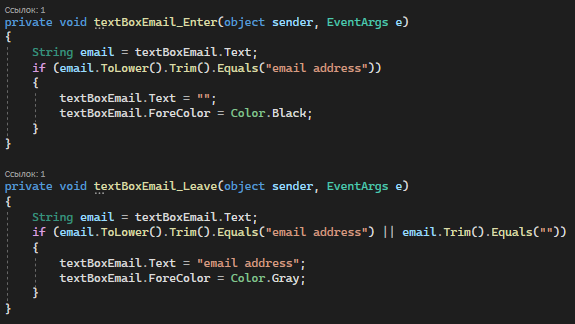 Ссылок: 1
private void textBoxEmail_Enter(object sender, EventArgs e)
{
String email = textBoxEmail.Text;
if (email.ToLower().Trim().Equals("email address"))
{
textBoxEmail.Text = "";
textBoxEmail.ForeColor = Color.Black;
}
}
Ссылок: 1
private void textBoxEmail_Leave(object sender, EventArgs e)
{
String email = textBoxEmail.Text;
if (email.ToLower().Trim().Equals("email address") || email.Trim().Equals(""))
{
textBoxEmail.Text = "email address";
textBoxEmail.ForeColor = Color.Gray;
}
}